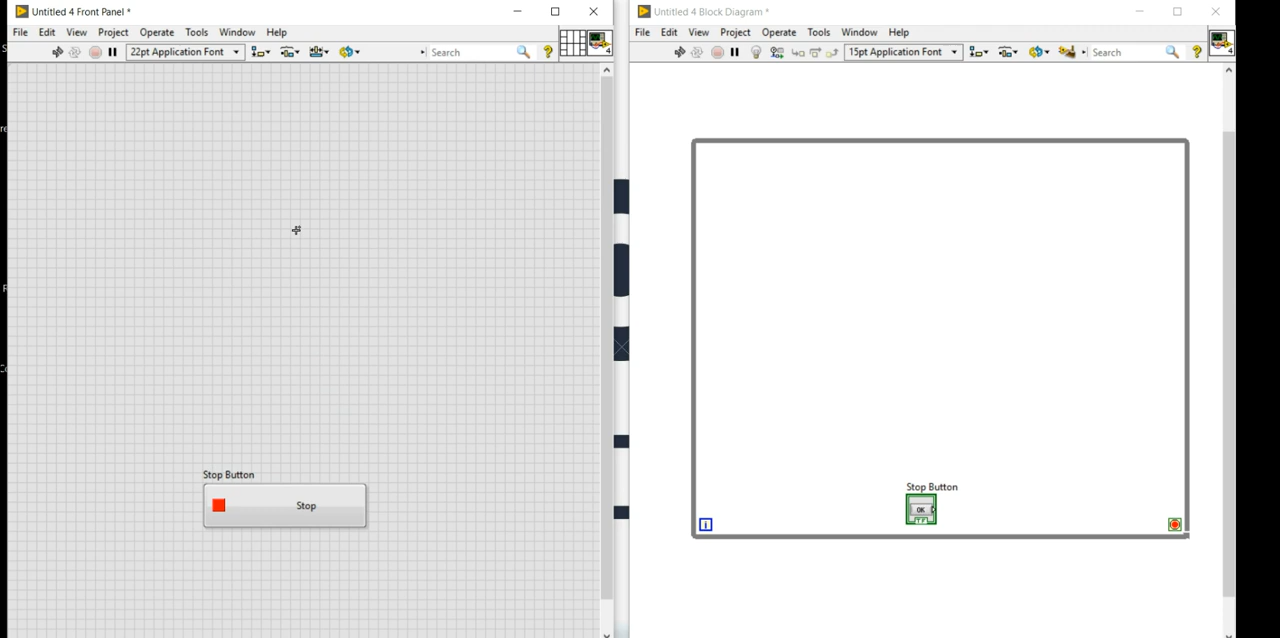 Untitled 4 Front Panel *
File Edit View Project Operate Tools Window Help
22pt Application Font
Search
?
4
Stop Button
Stop
Untitled 4 Block Diagram *
File Edit View Project Operate Tools Window Help
15pt Application Font
Search
?
4
Stop Button
OK
TF
i